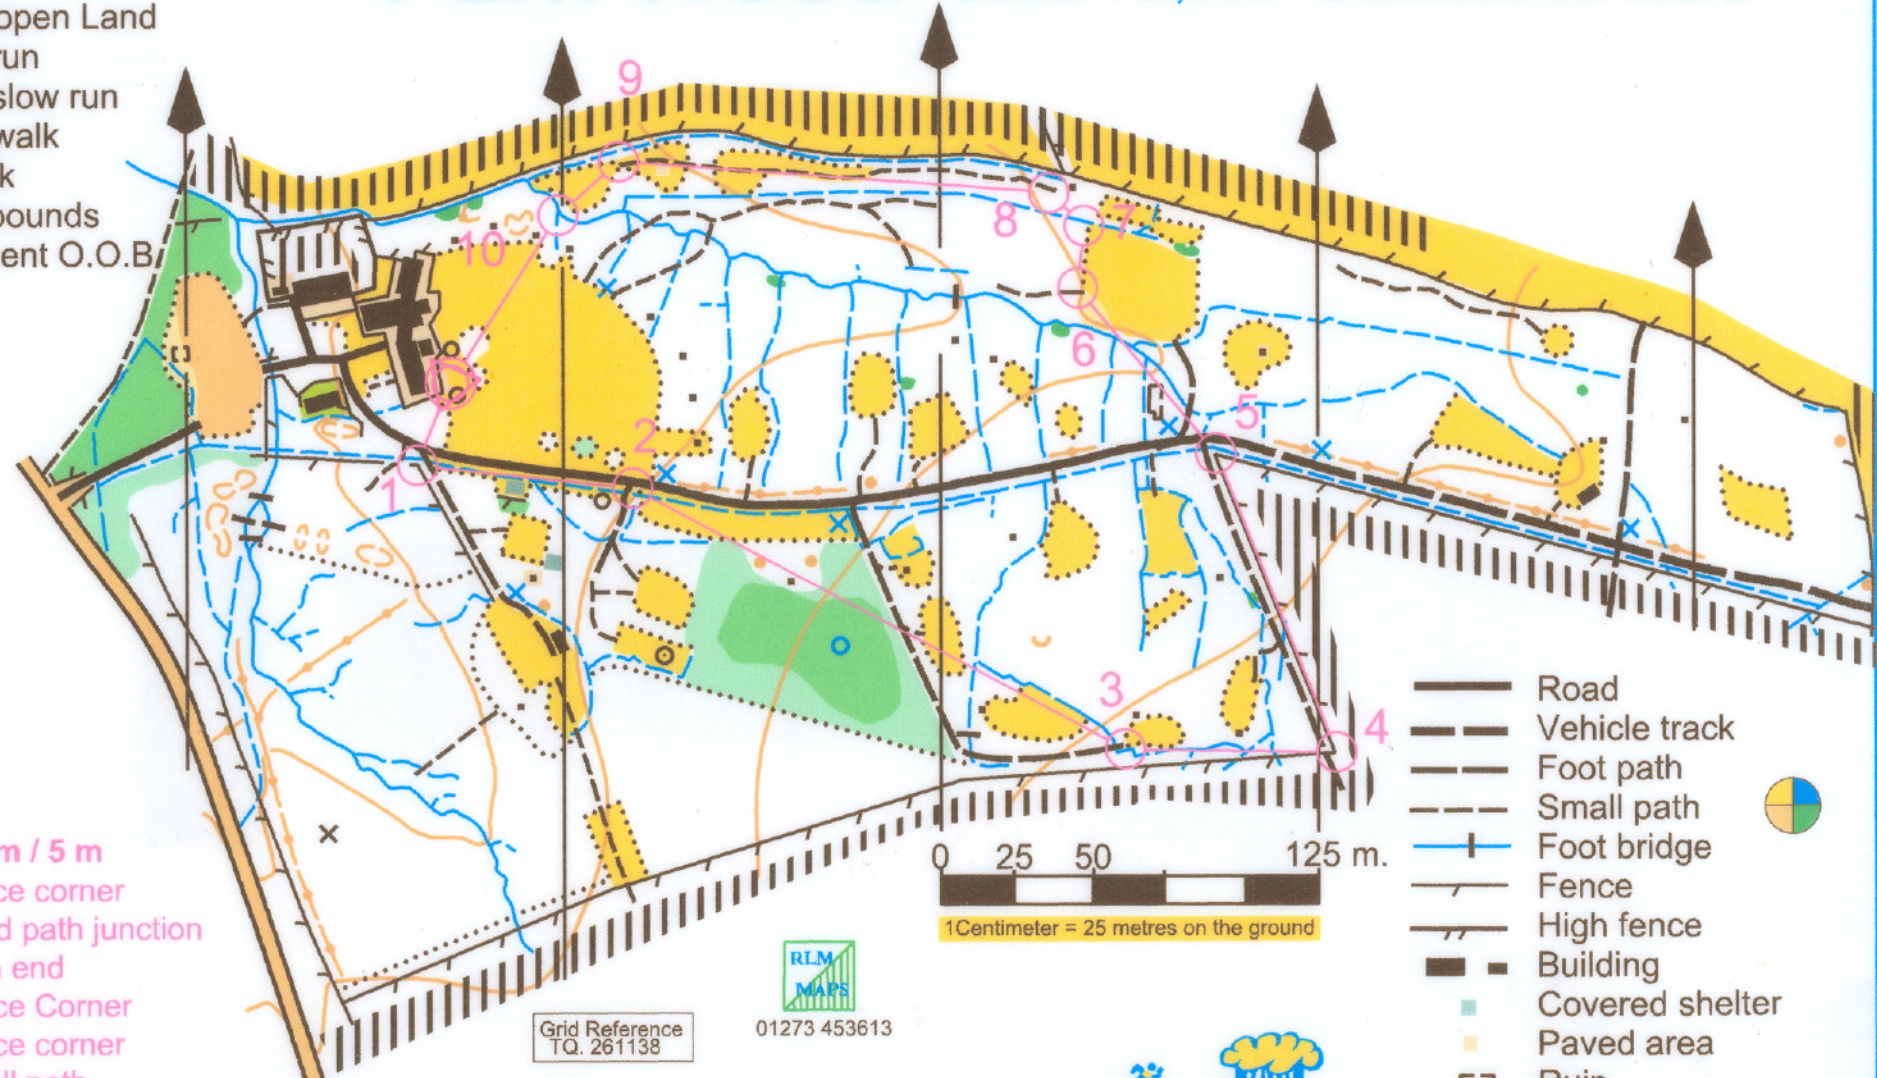 open Land
run
slow run
walk
k
bounds
ent O.O.B
9
8
7
10
6
5
2
1
3
4
Road
Vehicle track
Foot path
Small path
Foot bridge
Fence
High fence
Building
Covered shelter
Paved area
0 25 50 125 m.
1Centimeter = 25 metres on the ground
m / 5 m
ce corner
d path junction
end
ce Corner
ce corner
RLM
MAPS
01273 453613
Grid Reference
TQ. 261138